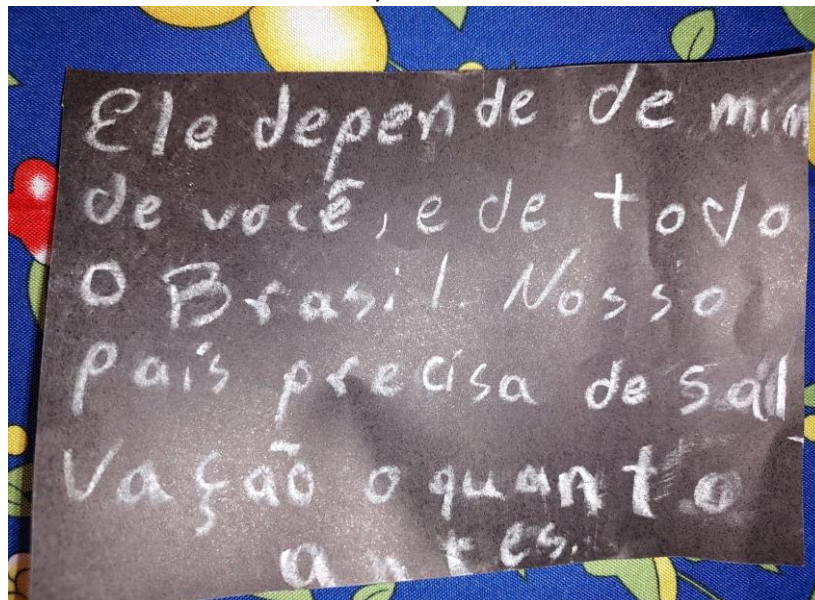 Ele depende de mim
de você, e de todo
o Brasil. Nosso
país precisa de sal
vação o quanto
antes.